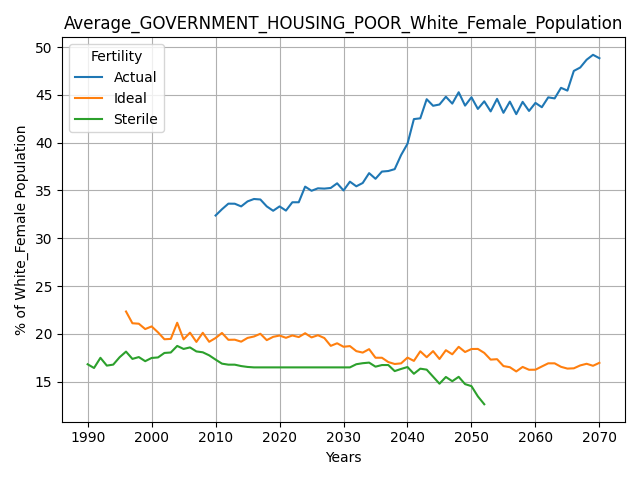 Average_GOVERNMENT_HOUSING_POOR_White_Female_Population
% of White_Female Population
Fertility
Actual
Ideal
Sterile
50
45
40
35
30
25
20
15
1990 2000 2010 2020 2030 2040 2050 2060 2070
Years